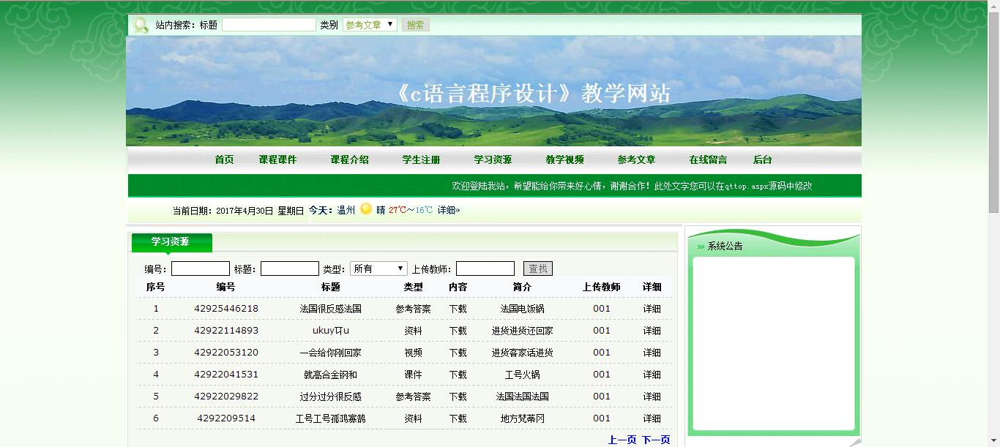 站内搜索：标题 类别 参考文章 搜索
《c语言程序设计》教学网站
首页 课程课件 课程介绍 学生注册 学习资源 教学视频 参考文章 在线留言 后台
欢迎登陆我站，希望能给你带来好心情，谢谢合作！此处文字您可以在qttop.aspx源码中修改
当前日期：2017年4月30日 星期日 今天：温州 晴 27℃～16℃ 详细»
学习资源
系统公告
编号： 标题： 类型： 所有 上传教师： 查找
序号 编号 标题 类型 内容 简介 上传教师 详细
1 42925446218 法国很反感法国 参考答案 下载 法国电饭锅 001 详细
2 42922114893 ukuy圷u 资料 下载 进货进货还回家 001 详细
3 42922053120 一会给你刚回家 视频 下载 进货客家话进货 001 详细
4 42922041531 就高合金钢和 课件 下载 工号火锅 001 详细
5 42922029822 过分过分很反感 参考答案 下载 法国法国法国 001 详细
6 4292209514 工号工号孤鸿寡鹄 资料 下载 地方梵蒂冈 001 详细
上一页 下一页